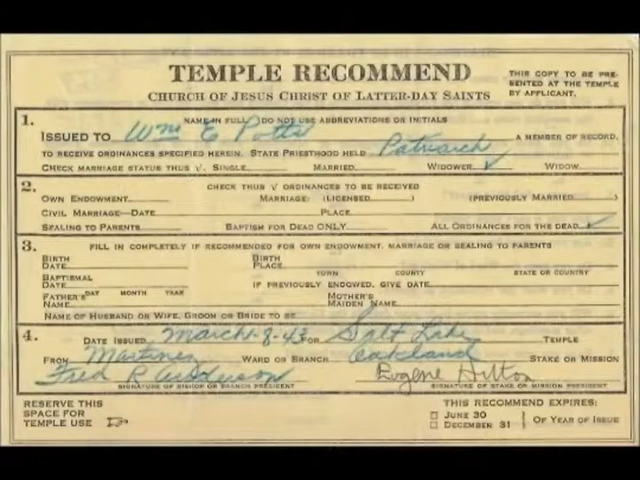 TEMPLE RECOMMEND
CHURCH OF JESUS CHRIST OF LATTER-DAY SAINTS
THIS COPY TO BE PRESENTED AT THE TEMPLE BY APPLICANT.
1. NAME IN FULL; DO NOT USE ABBREVIATIONS OR INITIALS
ISSUED TO Wm E Potts A MEMBER OF RECORD,
TO RECEIVE ORDINANCES SPECIFIED HEREIN. STATE PRIESTHOOD HELD Patriarch
CHECK MARRIAGE STATUS THUS √. SINGLE MARRIED WIDOWER √ WIDOW
2. CHECK THUS √ ORDINANCES TO BE RECEIVED
OWN ENDOWMENT MARRIAGE: (LICENSED ) (PREVIOUSLY MARRIED )
CIVIL MARRIAGE—DATE PLACE
SEALING TO PARENTS BAPTISM FOR DEAD ONLY ALL ORDINANCES FOR THE DEAD √
3. FILL IN COMPLETELY IF RECOMMENDED FOR OWN ENDOWMENT, MARRIAGE OR SEALING TO PARENTS
BIRTH DATE BIRTH PLACE
TOWN COUNTY STATE OR COUNTRY
BAPTISMAL DATE IF PREVIOUSLY ENDOWED, GIVE DATE
DAY MONTH YEAR
FATHER'S NAME MOTHER'S MAIDEN NAME
NAME OF HUSBAND OR WIFE, GROOM OR BRIDE TO BE
4. DATE ISSUED March-8-43 FOR Salt Lake TEMPLE
FROM Martinez WARD OR BRANCH Oakland STAKE OR MISSION
Fred R Anderson Eugene Hilton
SIGNATURE OF BISHOP OR BRANCH PRESIDENT SIGNATURE OF STAKE OR MISSION PRESIDENT
RESERVE THIS SPACE FOR TEMPLE USE
THIS RECOMMEND EXPIRES:
□ JUNE 30
□ DECEMBER 31
OF YEAR OF ISSUE